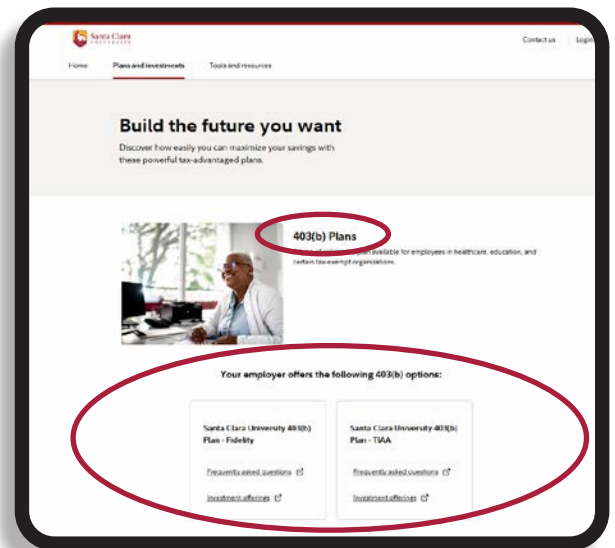 Santa Clara
UNIVERSITY
Contact us
Login
Home
Plans and investments
Tools and resources
Build the future you want
Discover how easily you can maximize your savings with
these powerful tax-advantaged plans.
403(b) Plans
plan available for employees in healthcare, education, and
certain tax-exempt organizations.
Your employer offers the following 403(b) options:
Santa Clara University 403(b)
Plan - Fidelity
Frequently asked questions
Investment offerings
Santa Clara University 403(b)
Plan - TIAA
Frequently asked questions
Investment offerings